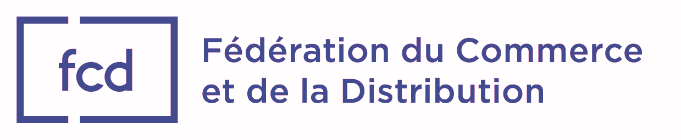 fcd
Fédération du Commerce
et de la Distribution